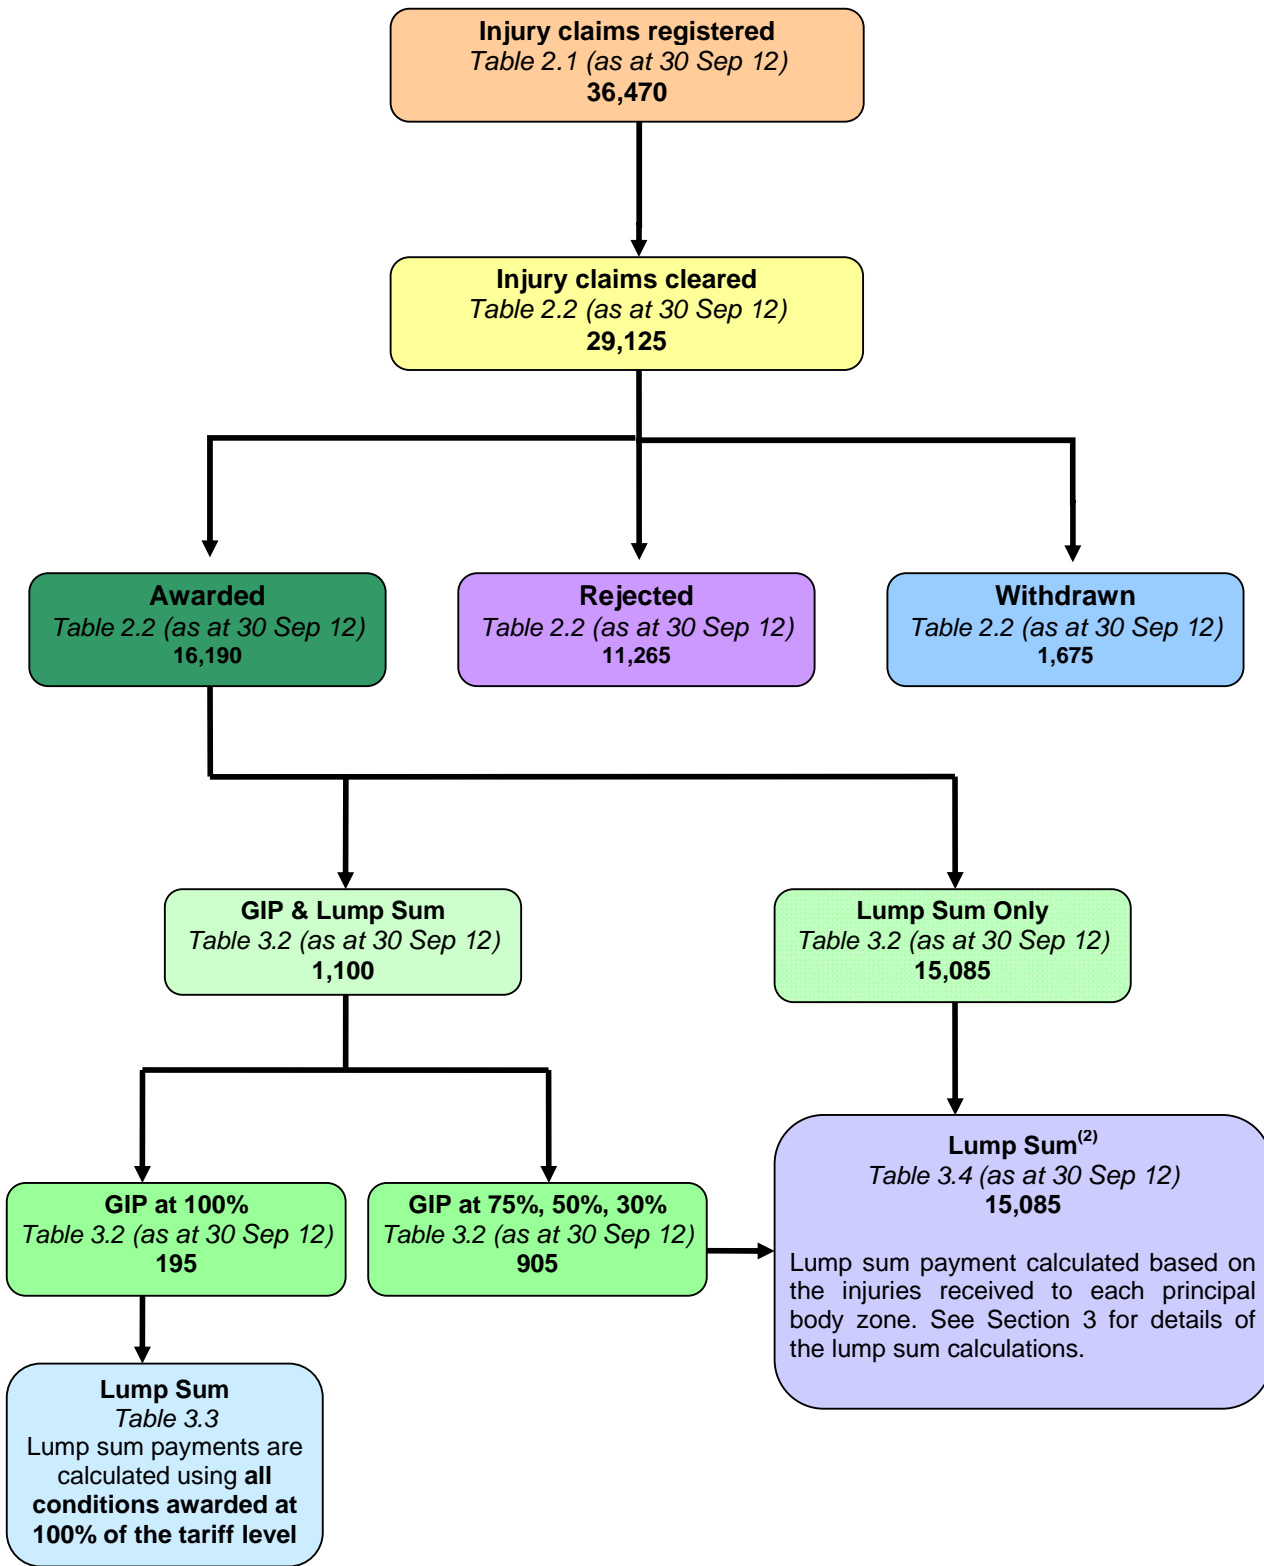 Injury claims registered
Table 2.1 (as at 30 Sep 12)
36,470
Injury claims cleared
Table 2.2 (as at 30 Sep 12)
29,125
Awarded
Table 2.2 (as at 30 Sep 12)
16,190
Rejected
Table 2.2 (as at 30 Sep 12)
11,265
Withdrawn
Table 2.2 (as at 30 Sep 12)
1,675
GIP & Lump Sum
Table 3.2 (as at 30 Sep 12)
1,100
Lump Sum Only
Table 3.2 (as at 30 Sep 12)
15,085
GIP at 100%
Table 3.2 (as at 30 Sep 12)
195
GIP at 75%, 50%, 30%
Table 3.2 (as at 30 Sep 12)
905
Lump Sum(2)
Table 3.4 (as at 30 Sep 12)
15,085
Lump sum payment calculated based on
the injuries received to each principal
body zone. See Section 3 for details of
the lump sum calculations.
Lump Sum
Table 3.3
Lump sum payments are
calculated using all
conditions awarded at
100% of the tariff level